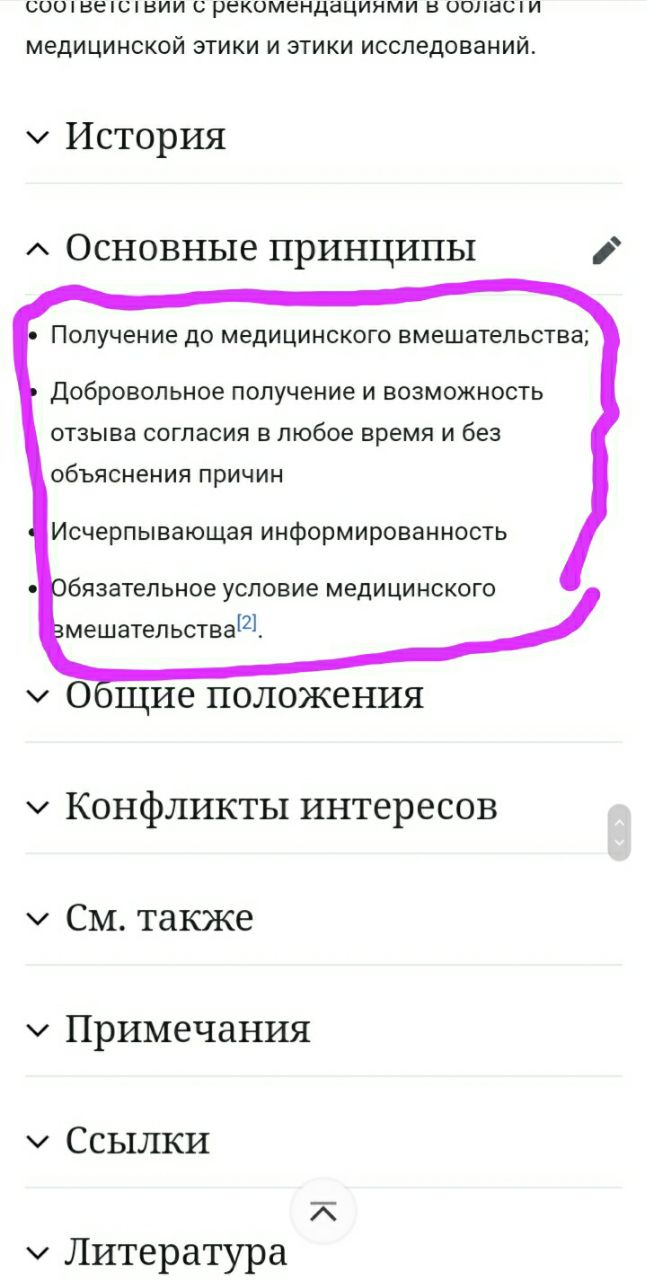 соответствии с рекомендациями в области
медицинской этики и этики исследований.
История
Основные принципы
Получение до медицинского вмешательства;
Добровольное получение и возможность
отзыва согласия в любое время и без
объяснения причин
Исчерпывающая информированность
Обязательное условие медицинского
вмешательства[2].
Общие положения
Конфликты интересов
См. также
Примечания
Ссылки
Литература